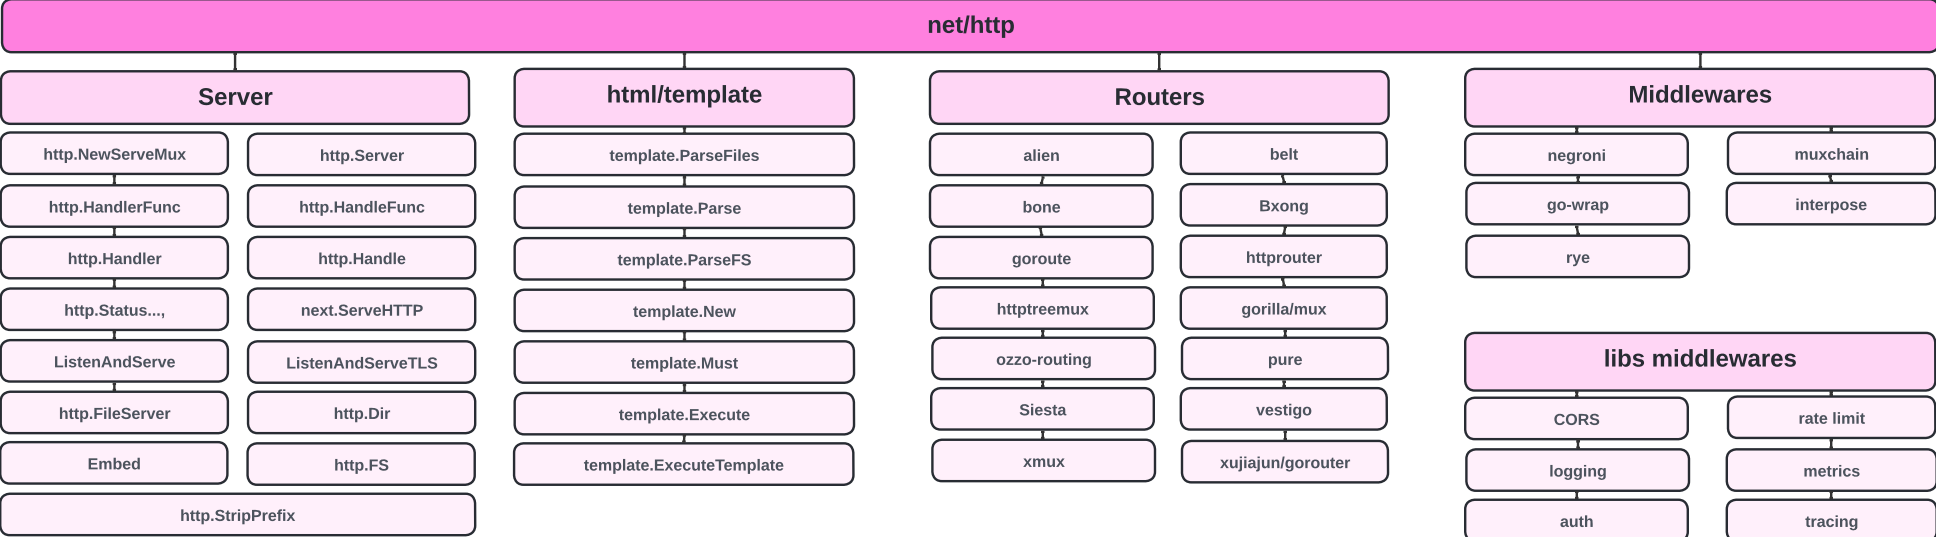 net/http
Server
html/template
Routers
Middlewares
http.NewServeMux
http.Server
http.HandlerFunc
http.HandleFunc
http.Handler
http.Handle
http.Status...,
next.ServeHTTP
ListenAndServe
ListenAndServeTLS
http.FileServer
http.Dir
Embed
http.FS
http.StripPrefix
template.ParseFiles
template.Parse
template.ParseFS
template.New
template.Must
template.Execute
template.ExecuteTemplate
alien
belt
bone
Bxong
goroute
httprouter
httptreemux
gorilla/mux
ozzo-routing
pure
Siesta
vestigo
xmux
xujiajun/gorouter
negroni
muxchain
go-wrap
interpose
rye
libs middlewares
CORS
rate limit
logging
metrics
auth
tracing